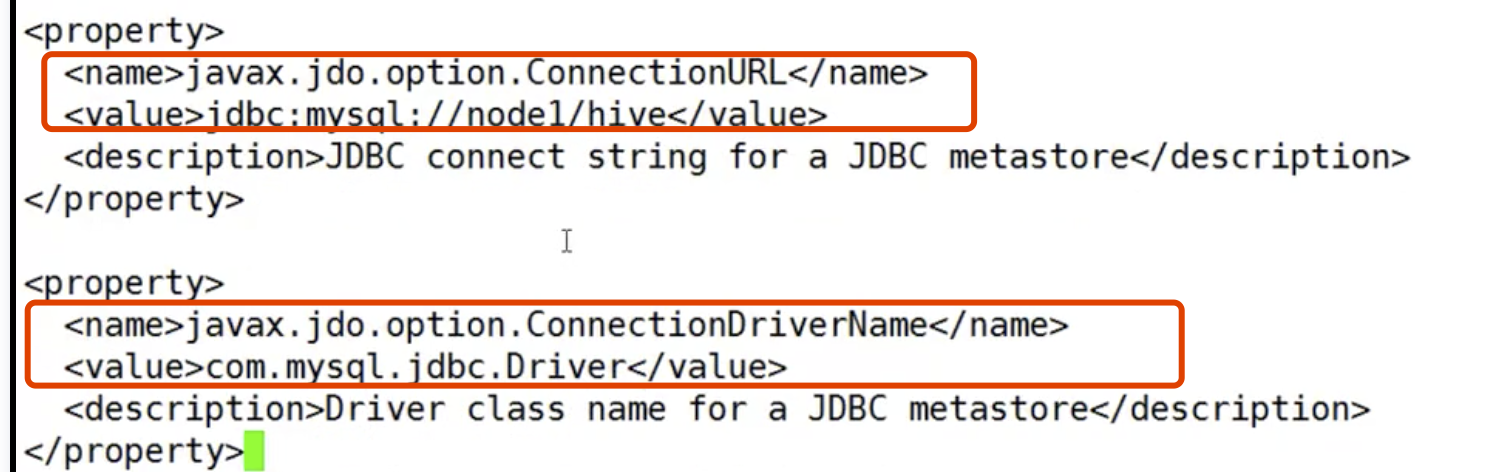 <property>
<name>javax.jdo.option.ConnectionURL</name>
<value>jdbc:mysql://node1/hive</value>
<description>JDBC connect string for a JDBC metastore</description>
</property>
<property>
<name>javax.jdo.option.ConnectionDriverName</name>
<value>com.mysql.jdbc.Driver</value>
<description>Driver class name for a JDBC metastore</description>
</property>